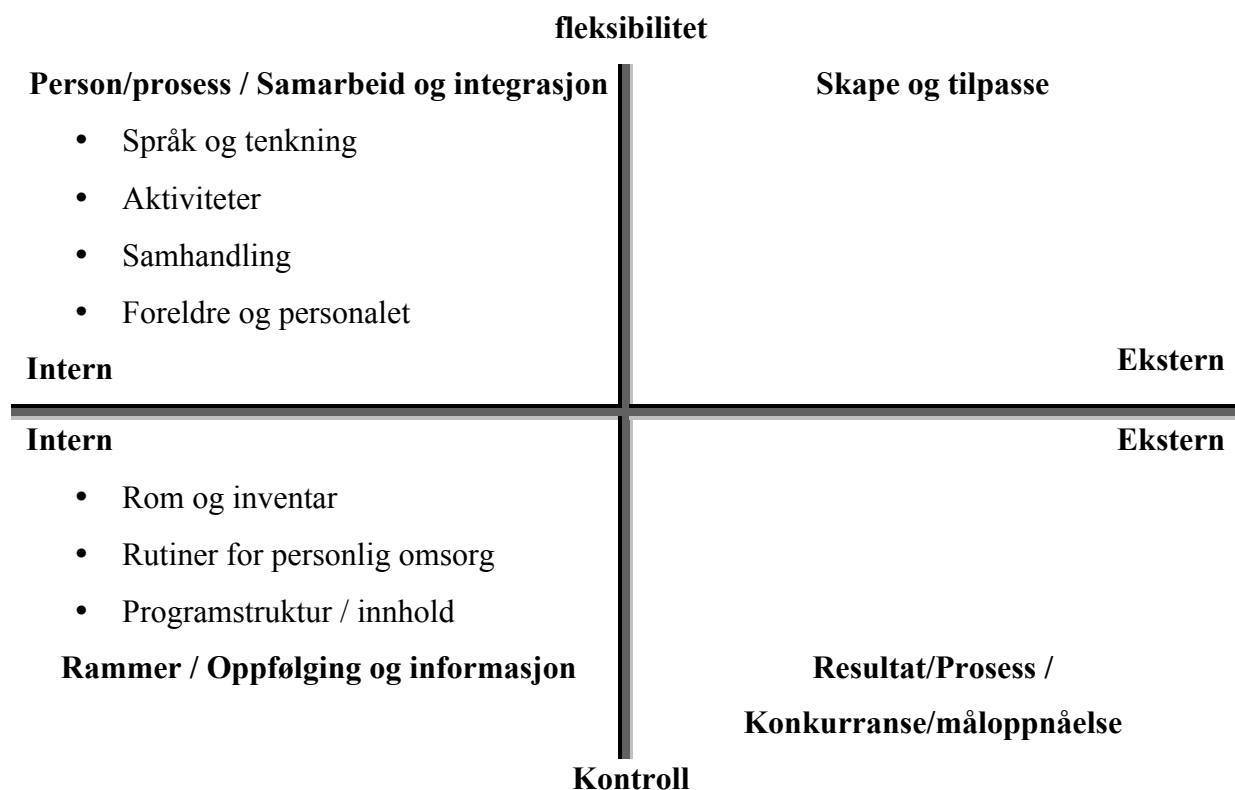 fleksibilitet
Person/prosess / Samarbeid og integrasjon
Skape og tilpasse
• Språk og tenkning
• Aktiviteter
• Samhandling
• Foreldre og personalet
Intern
Ekstern
Intern
Ekstern
• Rom og inventar
• Rutiner for personlig omsorg
• Programstruktur / innhold
Rammer / Oppfølging og informasjon
Resultat/Prosess /
Konkurranse/måloppnåelse
Kontroll